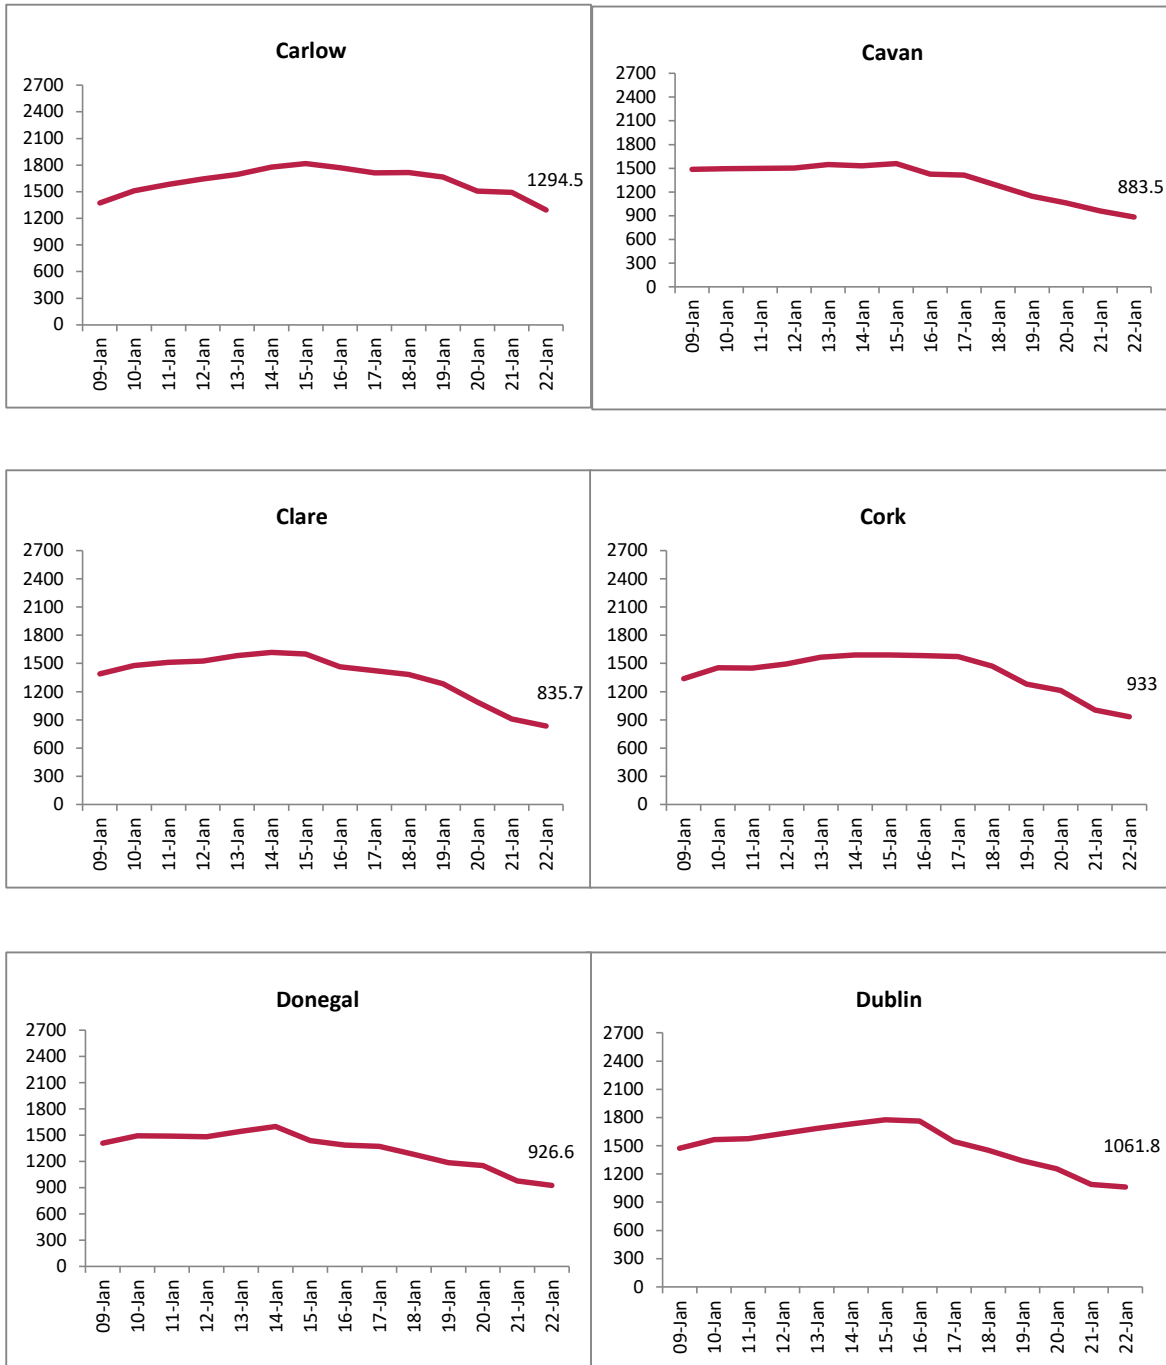 Carlow
2700
2400
2100
1800
1500
1200
900
600
300
0
1294.5
09-Jan
10-Jan
11-Jan
12-Jan
13-Jan
14-Jan
15-Jan
16-Jan
17-Jan
18-Jan
19-Jan
20-Jan
21-Jan
22-Jan
Cavan
2700
2400
2100
1800
1500
1200
900
600
300
0
883.5
09-Jan
10-Jan
11-Jan
12-Jan
13-Jan
14-Jan
15-Jan
16-Jan
17-Jan
18-Jan
19-Jan
20-Jan
21-Jan
22-Jan
Clare
2700
2400
2100
1800
1500
1200
900
600
300
0
835.7
09-Jan
10-Jan
11-Jan
12-Jan
13-Jan
14-Jan
15-Jan
16-Jan
17-Jan
18-Jan
19-Jan
20-Jan
21-Jan
22-Jan
Cork
2700
2400
2100
1800
1500
1200
900
600
300
0
933
09-Jan
10-Jan
11-Jan
12-Jan
13-Jan
14-Jan
15-Jan
16-Jan
17-Jan
18-Jan
19-Jan
20-Jan
21-Jan
22-Jan
Donegal
2700
2400
2100
1800
1500
1200
900
600
300
0
926.6
09-Jan
10-Jan
11-Jan
12-Jan
13-Jan
14-Jan
15-Jan
16-Jan
17-Jan
18-Jan
19-Jan
20-Jan
21-Jan
22-Jan
Dublin
2700
2400
2100
1800
1500
1200
900
600
300
0
1061.8
09-Jan
10-Jan
11-Jan
12-Jan
13-Jan
14-Jan
15-Jan
16-Jan
17-Jan
18-Jan
19-Jan
20-Jan
21-Jan
22-Jan